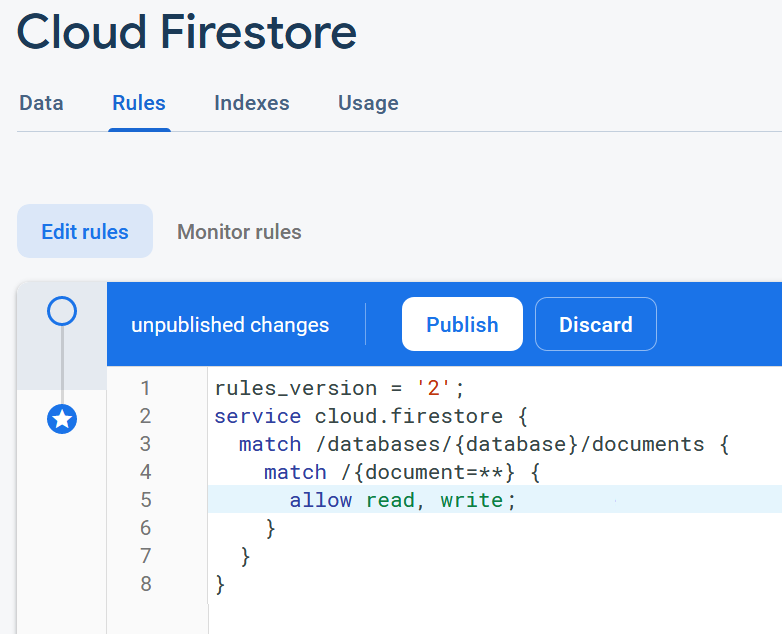 Cloud Firestore
Data Rules Indexes Usage
Edit rules Monitor rules
unpublished changes Publish Discard
1 rules_version = '2';
2 service cloud.firestore {
3 match /databases/{database}/documents {
4 match /{document=**} {
5 allow read, write;
6 }
7 }
8 }